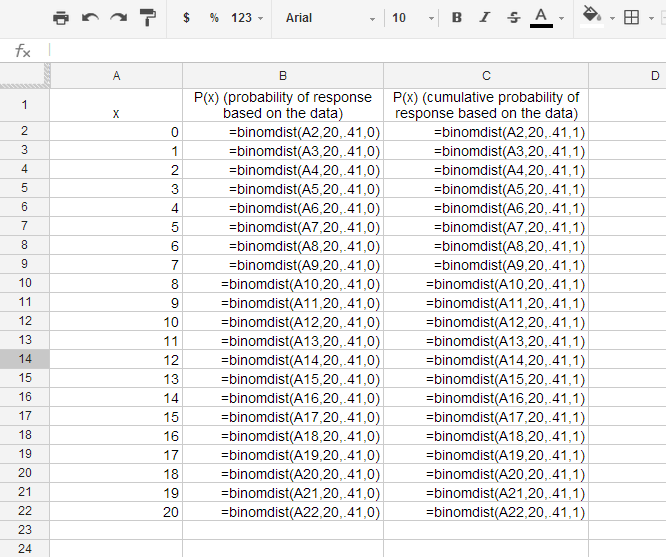 $ % 123 Arial 10 B I S A
fx
A B C D
1 x P(x) (probability of response based on the data) P(x) (cumulative probability of response based on the data)
2 0 =binomdist(A2,20,.41,0) =binomdist(A2,20,.41,1)
3 1 =binomdist(A3,20,.41,0) =binomdist(A3,20,.41,1)
4 2 =binomdist(A4,20,.41,0) =binomdist(A4,20,.41,1)
5 3 =binomdist(A5,20,.41,0) =binomdist(A5,20,.41,1)
6 4 =binomdist(A6,20,.41,0) =binomdist(A6,20,.41,1)
7 5 =binomdist(A7,20,.41,0) =binomdist(A7,20,.41,1)
8 6 =binomdist(A8,20,.41,0) =binomdist(A8,20,.41,1)
9 7 =binomdist(A9,20,.41,0) =binomdist(A9,20,.41,1)
10 8 =binomdist(A10,20,.41,0) =binomdist(A10,20,.41,1)
11 9 =binomdist(A11,20,.41,0) =binomdist(A11,20,.41,1)
12 10 =binomdist(A12,20,.41,0) =binomdist(A12,20,.41,1)
13 11 =binomdist(A13,20,.41,0) =binomdist(A13,20,.41,1)
14 12 =binomdist(A14,20,.41,0) =binomdist(A14,20,.41,1)
15 13 =binomdist(A15,20,.41,0) =binomdist(A15,20,.41,1)
16 14 =binomdist(A16,20,.41,0) =binomdist(A16,20,.41,1)
17 15 =binomdist(A17,20,.41,0) =binomdist(A17,20,.41,1)
18 16 =binomdist(A18,20,.41,0) =binomdist(A18,20,.41,1)
19 17 =binomdist(A19,20,.41,0) =binomdist(A19,20,.41,1)
20 18 =binomdist(A20,20,.41,0) =binomdist(A20,20,.41,1)
21 19 =binomdist(A21,20,.41,0) =binomdist(A21,20,.41,1)
22 20 =binomdist(A22,20,.41,0) =binomdist(A22,20,.41,1)
23
24